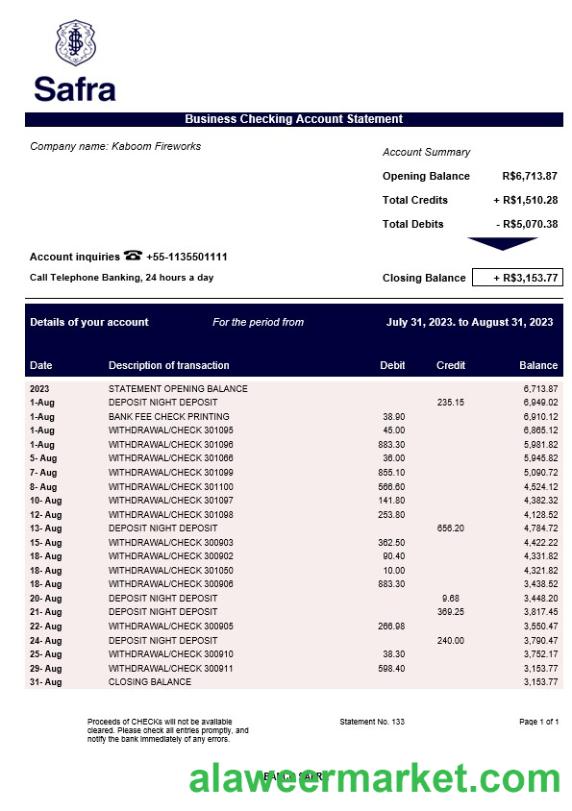 Safra
Business Checking Account Statement
Company name: Kaboom Fireworks
Account Summary
Opening Balance R$6,713.87
Total Credits + R$1,510.28
Total Debits - R$5,070.38
Account inquiries ☎ +55-1135501111
Call Telephone Banking, 24 hours a day
Closing Balance + R$3,153.77
Details of your account For the period from July 31, 2023. to August 31, 2023
Date Description of transaction Debit Credit Balance
2023 STATEMENT OPENING BALANCE 6,713.87
1-Aug DEPOSIT NIGHT DEPOSIT 235.15 6,949.02
1-Aug BANK FEE CHECK PRINTING 38.90 6,910.12
1-Aug WITHDRAWAL/CHECK 301095 45.00 6,865.12
1-Aug WITHDRAWAL/CHECK 301096 883.30 5,981.82
5- Aug WITHDRAWAL/CHECK 301066 36.00 5,945.82
7- Aug WITHDRAWAL/CHECK 301099 855.10 5,090.72
8- Aug WITHDRAWAL/CHECK 301100 566.60 4,524.12
10- Aug WITHDRAWAL/CHECK 301097 141.80 4,382.32
12- Aug WITHDRAWAL/CHECK 301098 253.80 4,128.52
13- Aug DEPOSIT NIGHT DEPOSIT 656.20 4,784.72
15- Aug WITHDRAWAL/CHECK 300903 362.50 4,422.22
18- Aug WITHDRAWAL/CHECK 300902 90.40 4,331.82
18- Aug WITHDRAWAL/CHECK 301050 10.00 4,321.82
18- Aug WITHDRAWAL/CHECK 300906 883.30 3,438.52
20- Aug DEPOSIT NIGHT DEPOSIT 9.68 3,448.20
21- Aug DEPOSIT NIGHT DEPOSIT 369.25 3,817.45
22- Aug WITHDRAWAL/CHECK 300905 266.98 3,550.47
24- Aug DEPOSIT NIGHT DEPOSIT 240.00 3,790.47
25- Aug WITHDRAWAL/CHECK 300910 38.30 3,752.17
29- Aug WITHDRAWAL/CHECK 300911 598.40 3,153.77
31- Aug CLOSING BALANCE 3,153.77
Proceeds of CHECKs will not be available
cleared. Please check all entries promptly, and
notify the bank immediately of any errors.
Statement No. 133
Page 1 of 1
alaweermarket.com